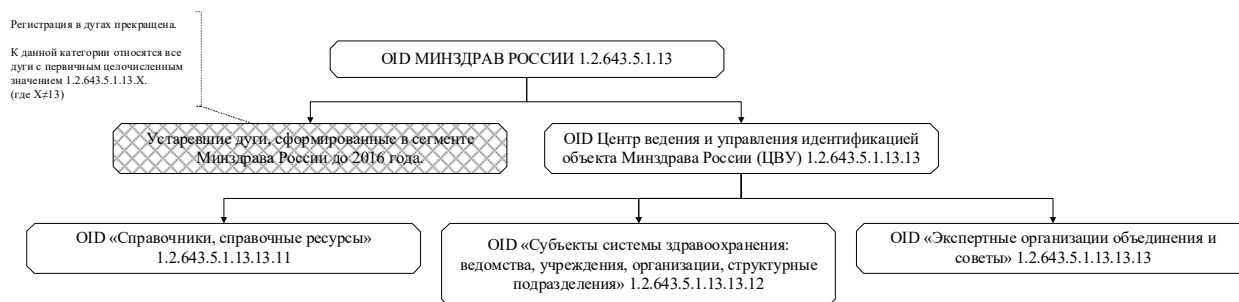 Регистрация в дугах прекращена.
К данной категории относятся все
дуги с первичным целочисленным
значением 1.2.643.5.1.13.X.
(где X≠13)
OID МИНЗДРАВ РОССИИ 1.2.643.5.1.13
Устаревшие дуги, сформированные в сегменте
Минздрава России до 2016 года.
OID Центр ведения и управления идентификацией
объекта Минздрава России (ЦВУ) 1.2.643.5.1.13.13
OID «Справочники, справочные ресурсы»
1.2.643.5.1.13.13.11
OID «Субъекты системы здравоохранения:
ведомства, учреждения, организации, структурные
подразделения» 1.2.643.5.1.13.13.12
OID «Экспертные организации объединения и
советы» 1.2.643.5.1.13.13.13